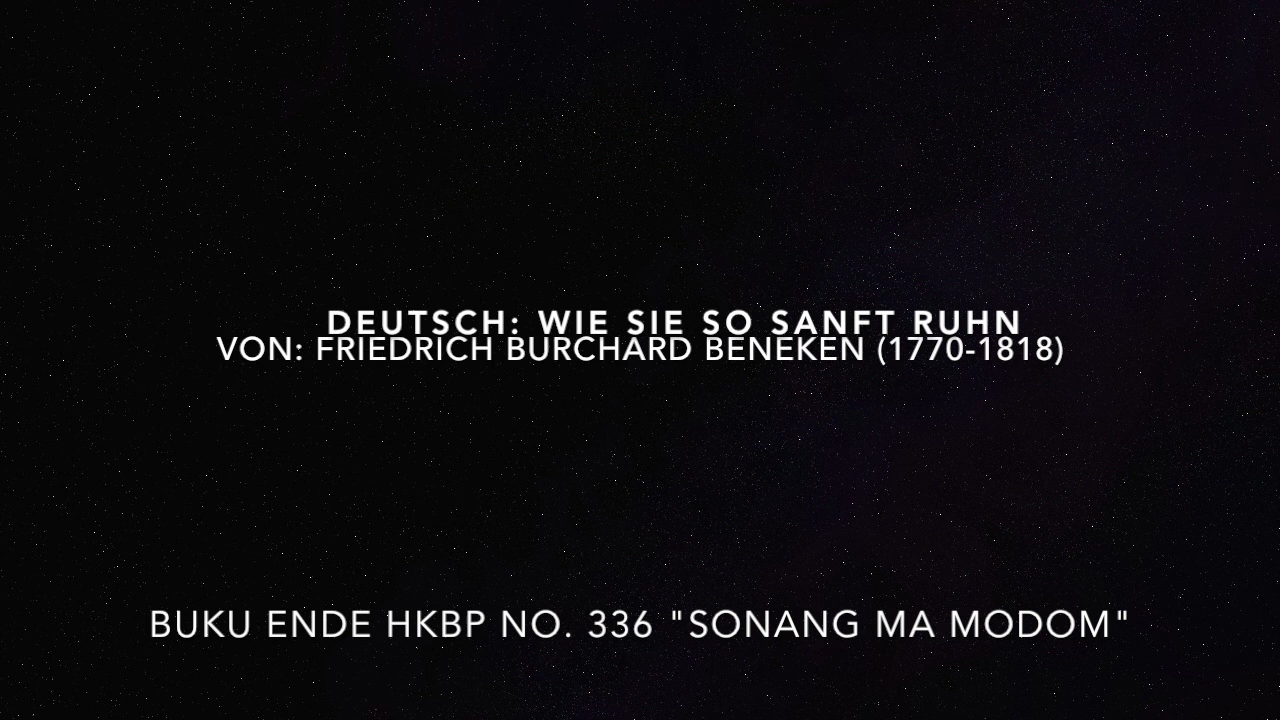 DEUTSCH: WIE SIE SO SANFT RUHN
VON: FRIEDRICH BURCHARD BENEKEN (1770-1818)
BUKU ENDE HKBP NO. 336 "SONANG MA MODOM"